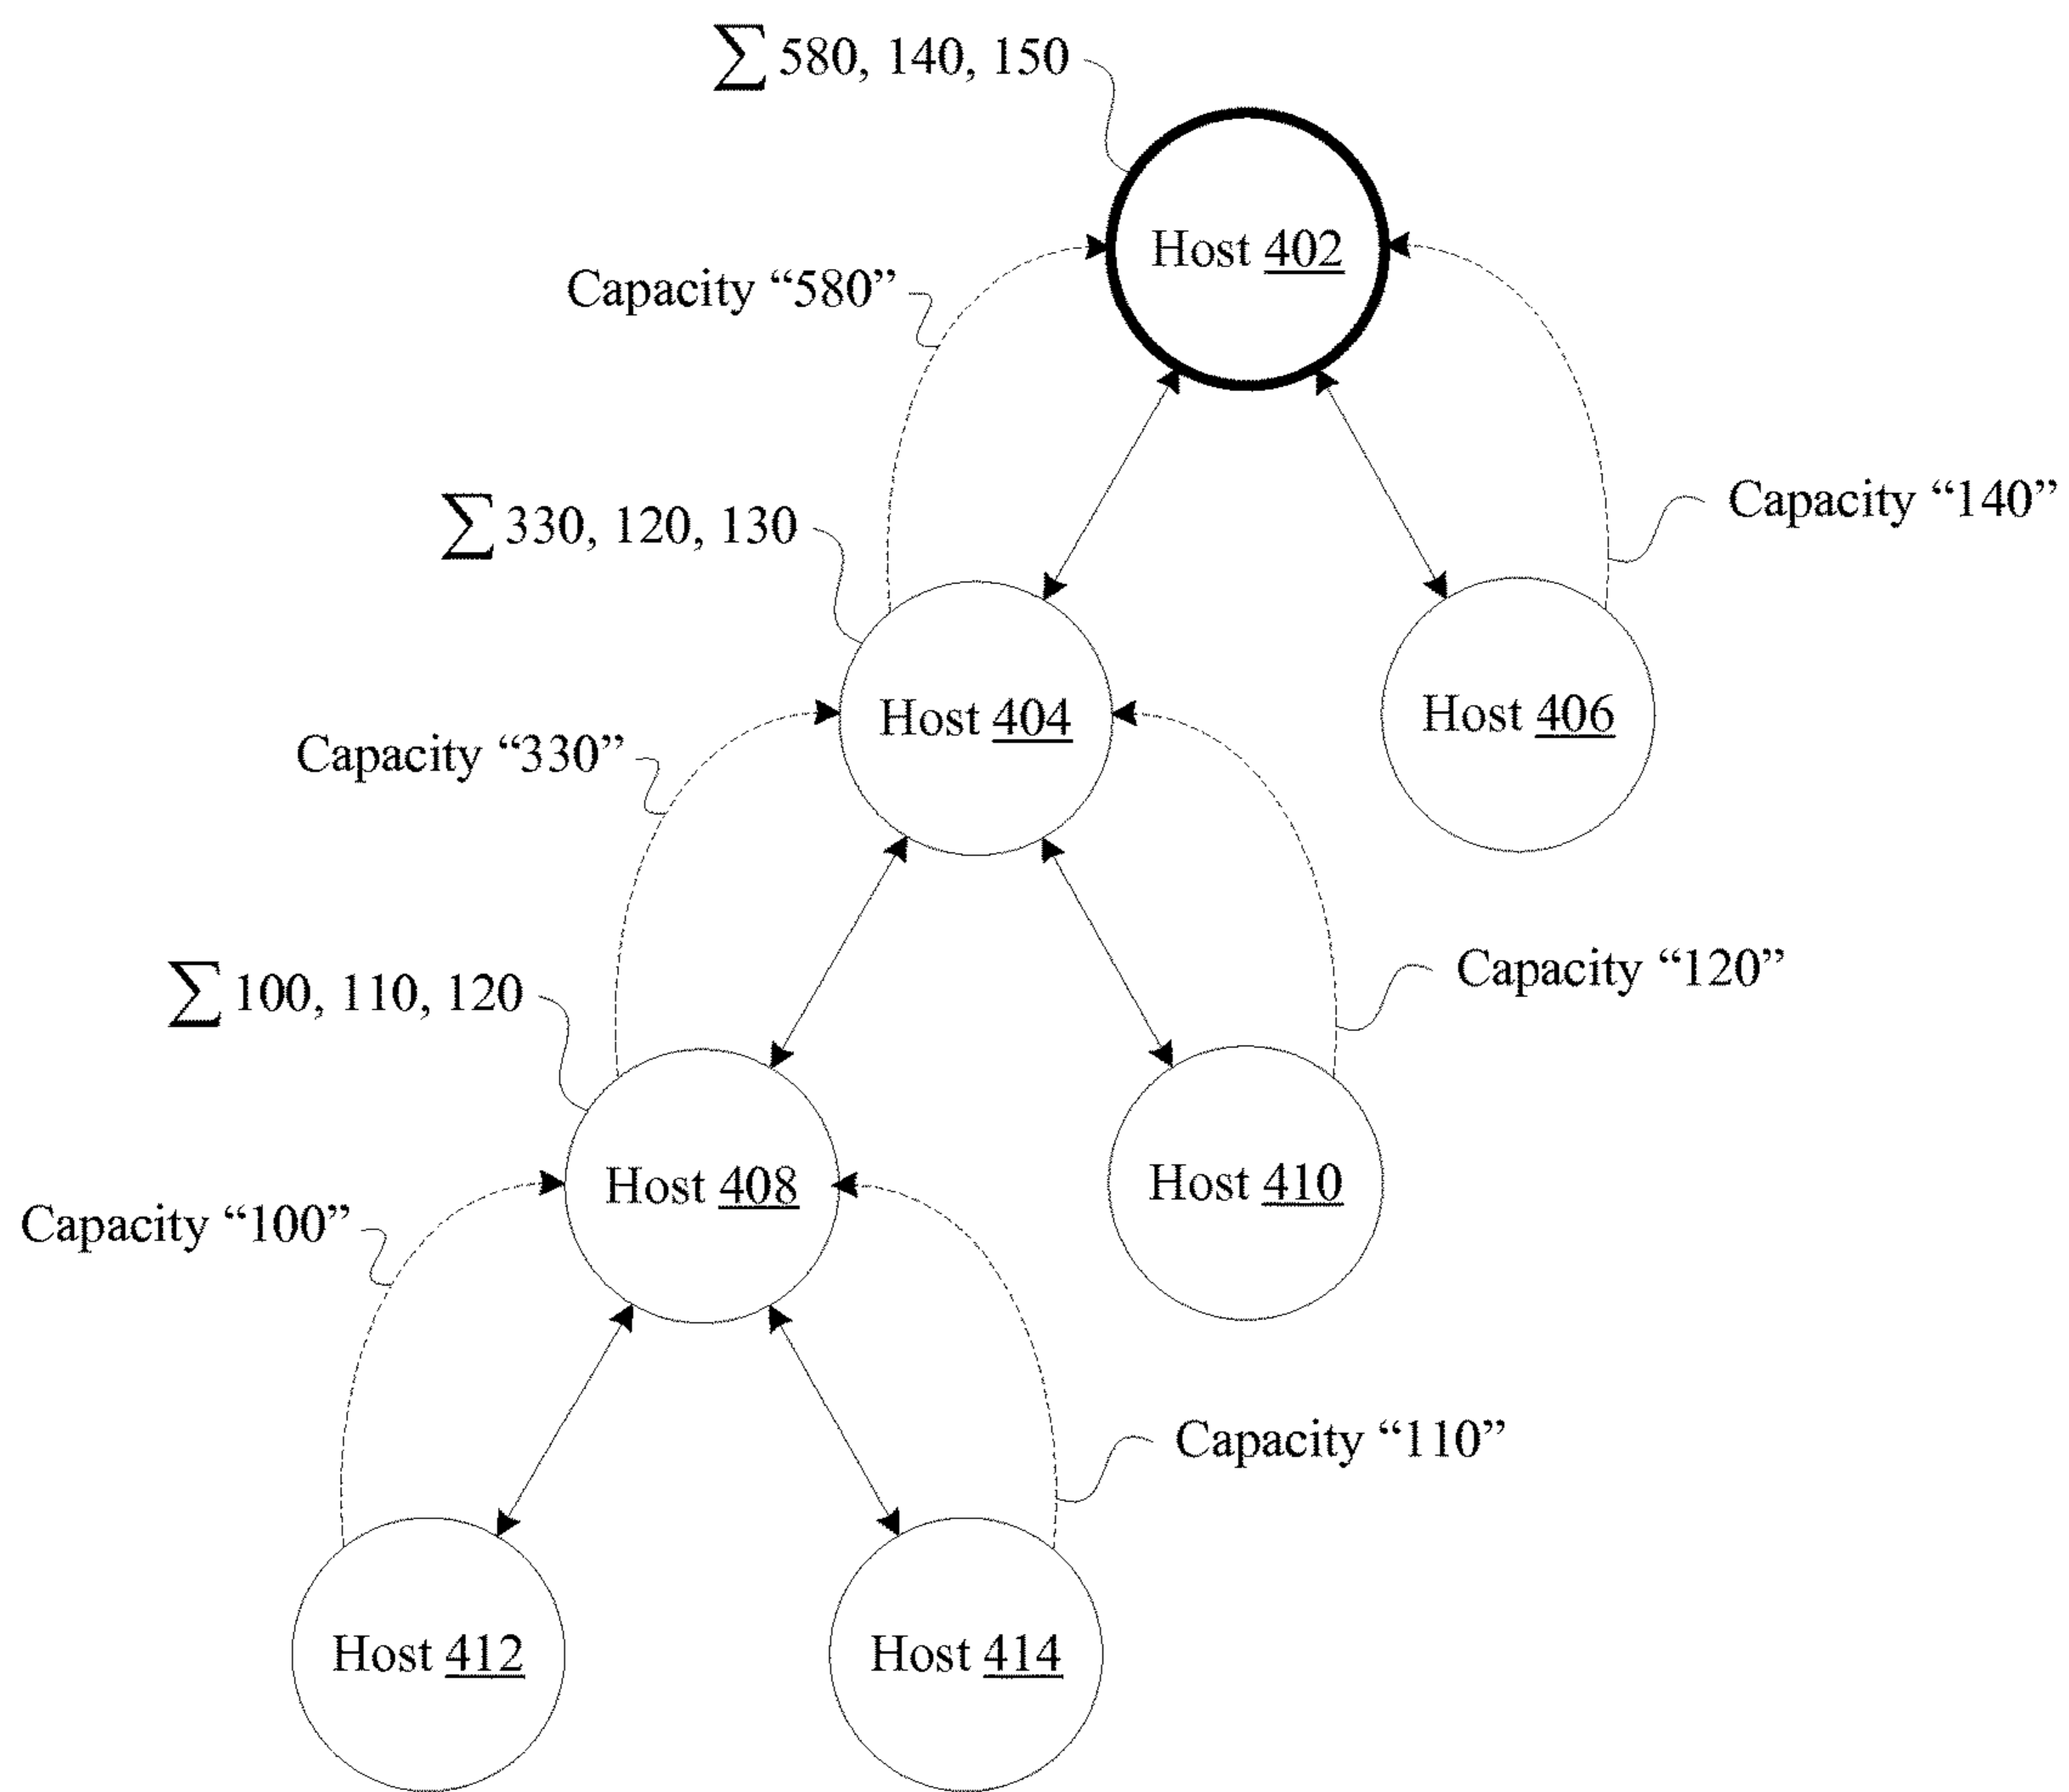 ∑ 580, 140, 150
Host 402
Capacity “580”
Capacity “140”
∑ 330, 120, 130
Host 404
Host 406
Capacity “330”
Capacity “120”
∑ 100, 110, 120
Host 408
Host 410
Capacity “100”
Capacity “110”
Host 412
Host 414